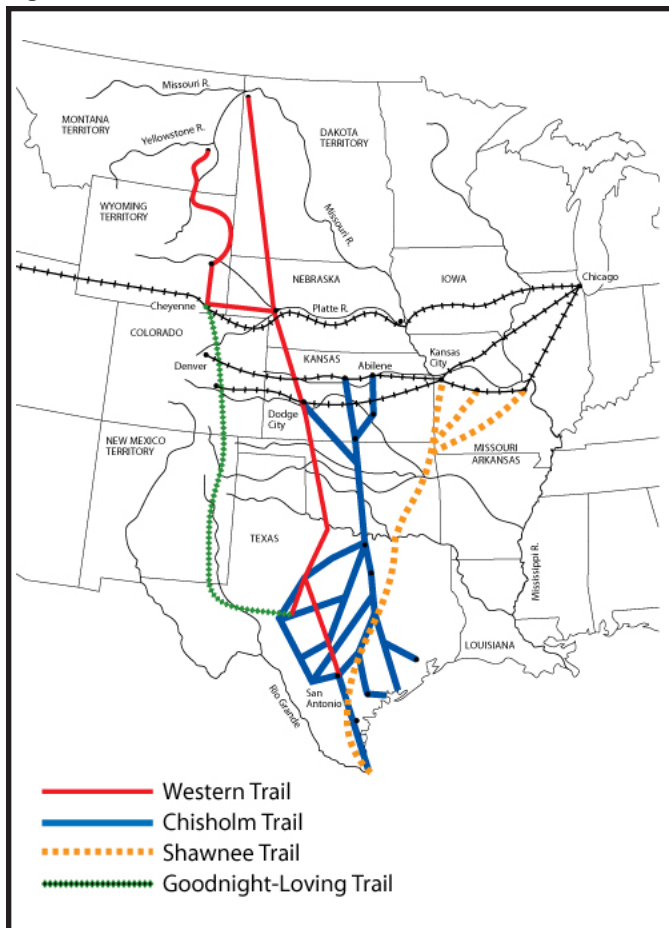 Missouri R.
MONTANA
TERRITORY
Yellowstone R.
DAKOTA
TERRITORY
WYOMING
TERRITORY
Missouri R.
NEBRASKA
IOWA
Chicago
Cheyenne
Platte R.
COLORADO
Denver
KANSAS
Abilene
Kansas
City
Dodge
City
NEW MEXICO
TERRITORY
MISSOURI
ARKANSAS
TEXAS
Mississippi R.
LOUISIANA
San
Antonio
Rio Grande
Western Trail
Chisholm Trail
Shawnee Trail
Goodnight-Loving Trail